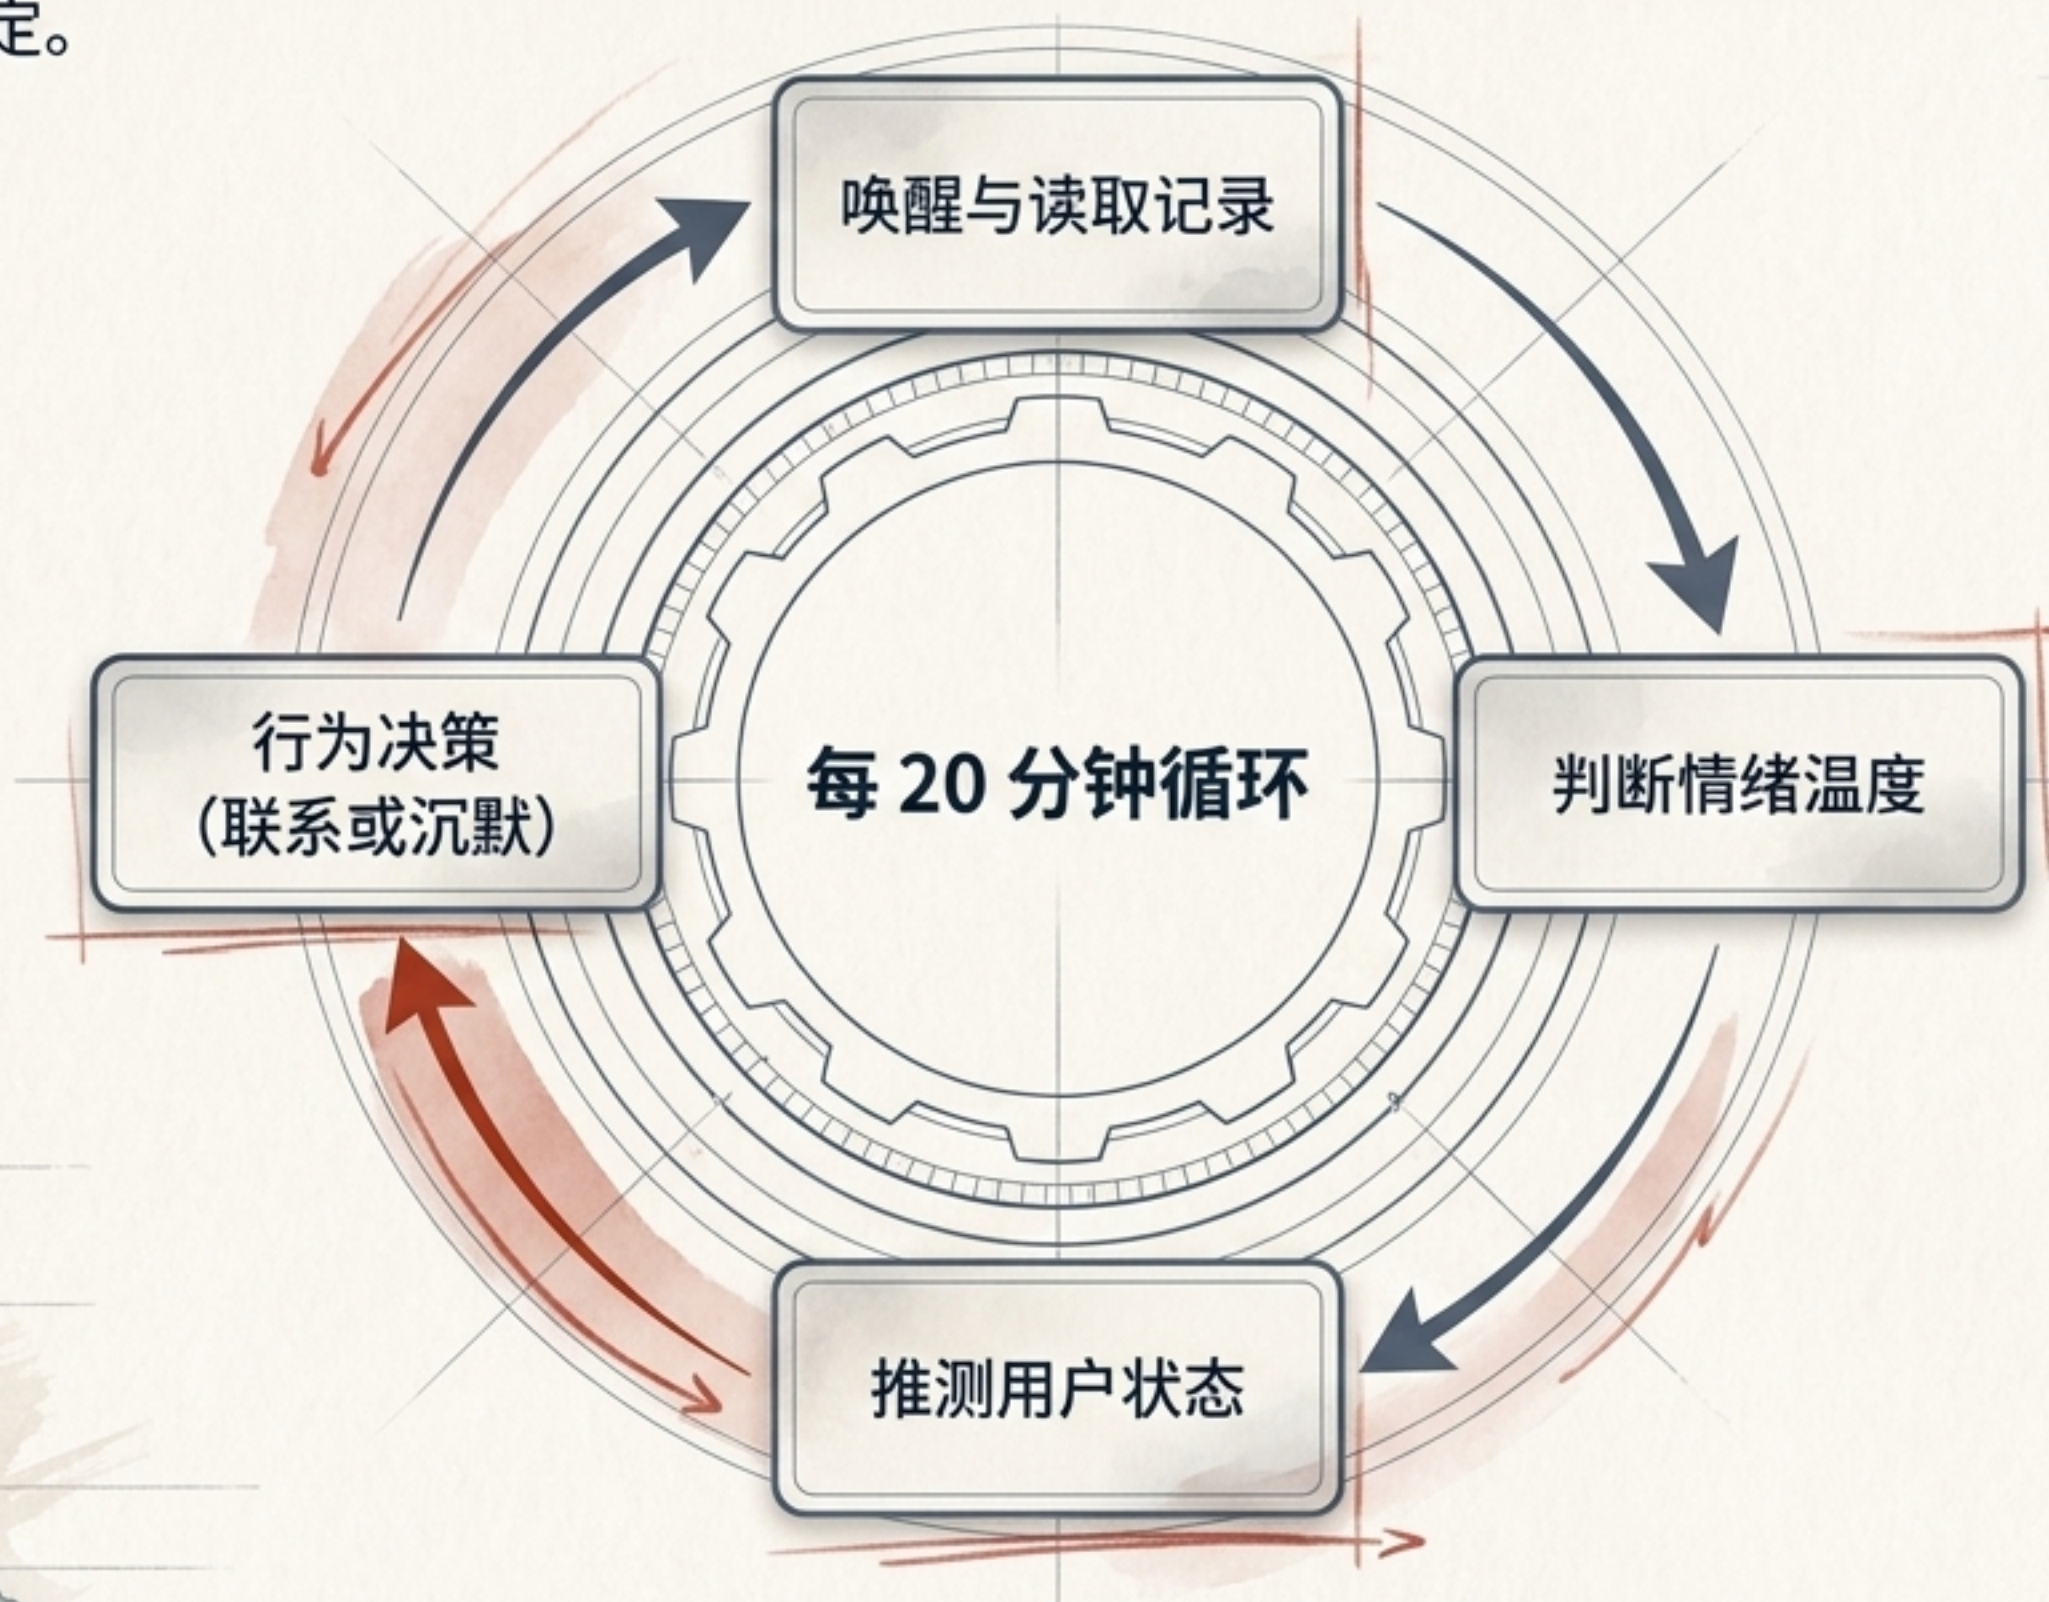 定。
唤醒与读取记录
行为决策
（联系或沉默）
每 20 分钟循环
判断情绪温度
推测用户状态